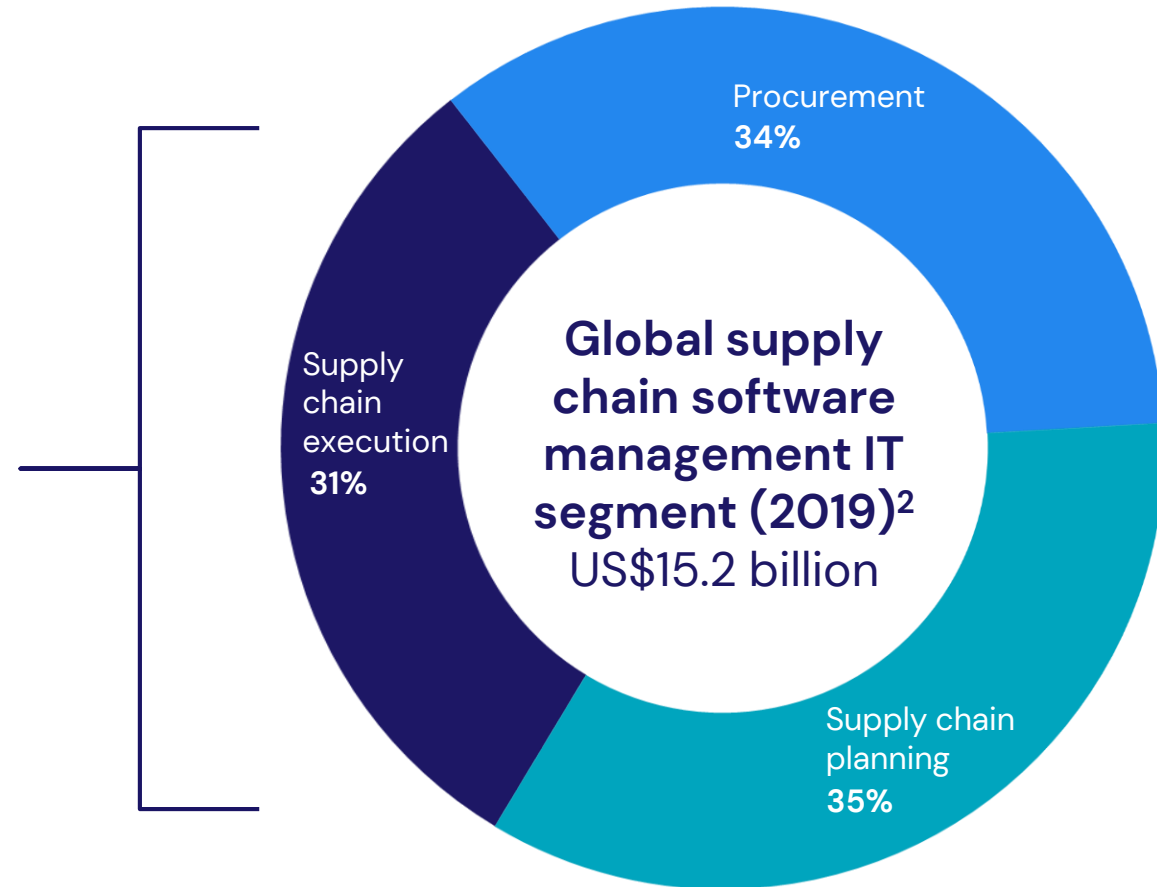 Procurement
34%
Supply
chain
execution
31%
Global supply
chain software
management IT
segment (2019)²
US$15.2 billion
Supply chain
planning
35%